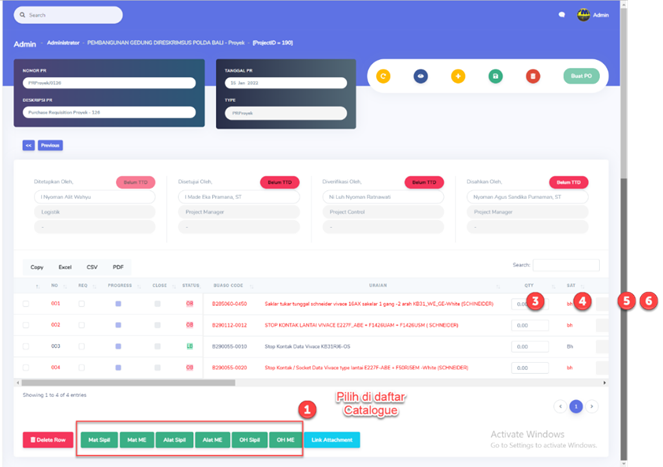 Search
Admin
Admin Administrator - PEMBANGUNAN GEDUNG DIRESKRIMSUS POLDA BALI - Proyek - [ProjectID = 190]
NOMOR PR
TANGGAL PR
PRProyek/0126
10 Jan 2022
DESKRIPSI PR
TYPE
Purchase Requisition Proyek - 126
PRProyek
Buat PO
<< Previous
Ditetapkan Oleh, Belum TTD
Disetujui Oleh, Belum TTD
Diverifikasi Oleh, Belum TTD
Disahkan Oleh, Belum TTD
I Nyoman Alit Wahyu
I Made Eka Premana, ST
Ni Luh Nyoman Retnawati
Nyoman Agus Sandika Purnaman, ST
Logistik
Project Manager
Project Control
Project Manager
- - - -
Copy Excel CSV PDF
Search:
NO REQ PROGRESS CLOSE STATUS BUANG CODE URAIAN QTY SAT
001 OB B285060-0450 Saklar tukar tunggal schneider vivace 16AX sakelar 1 gang -2 arah KB31_WE_GE-White (SCHNEIDER) 0.00 3 bh 4 5 6
002 OB B290112-0012 STOP KONTAK LANTAI VIVACE E227F_ABE + F1426UAM + F1426USM ( SCHNEIDER) 0.00 bh
003 LB B290055-0010 Stop Kontak Data Vivace KB31RJ6-GS 0.00 Bh
004 OB B290055-0020 Stop Kontak / Socket Data Vivace type lantai E227F-ABE + F50RJ5EM -White (SCHNEIDER) 0.00 bh
Showing 1 to 4 of 4 entries
1
Pilih di daftar
Catalogue
1
Delete Row Mat Sipil Mat ME Alat Sipil Alat ME OH Sipil OH ME Link Attachment
Activate Windows
Go to Settings to activate Windows.